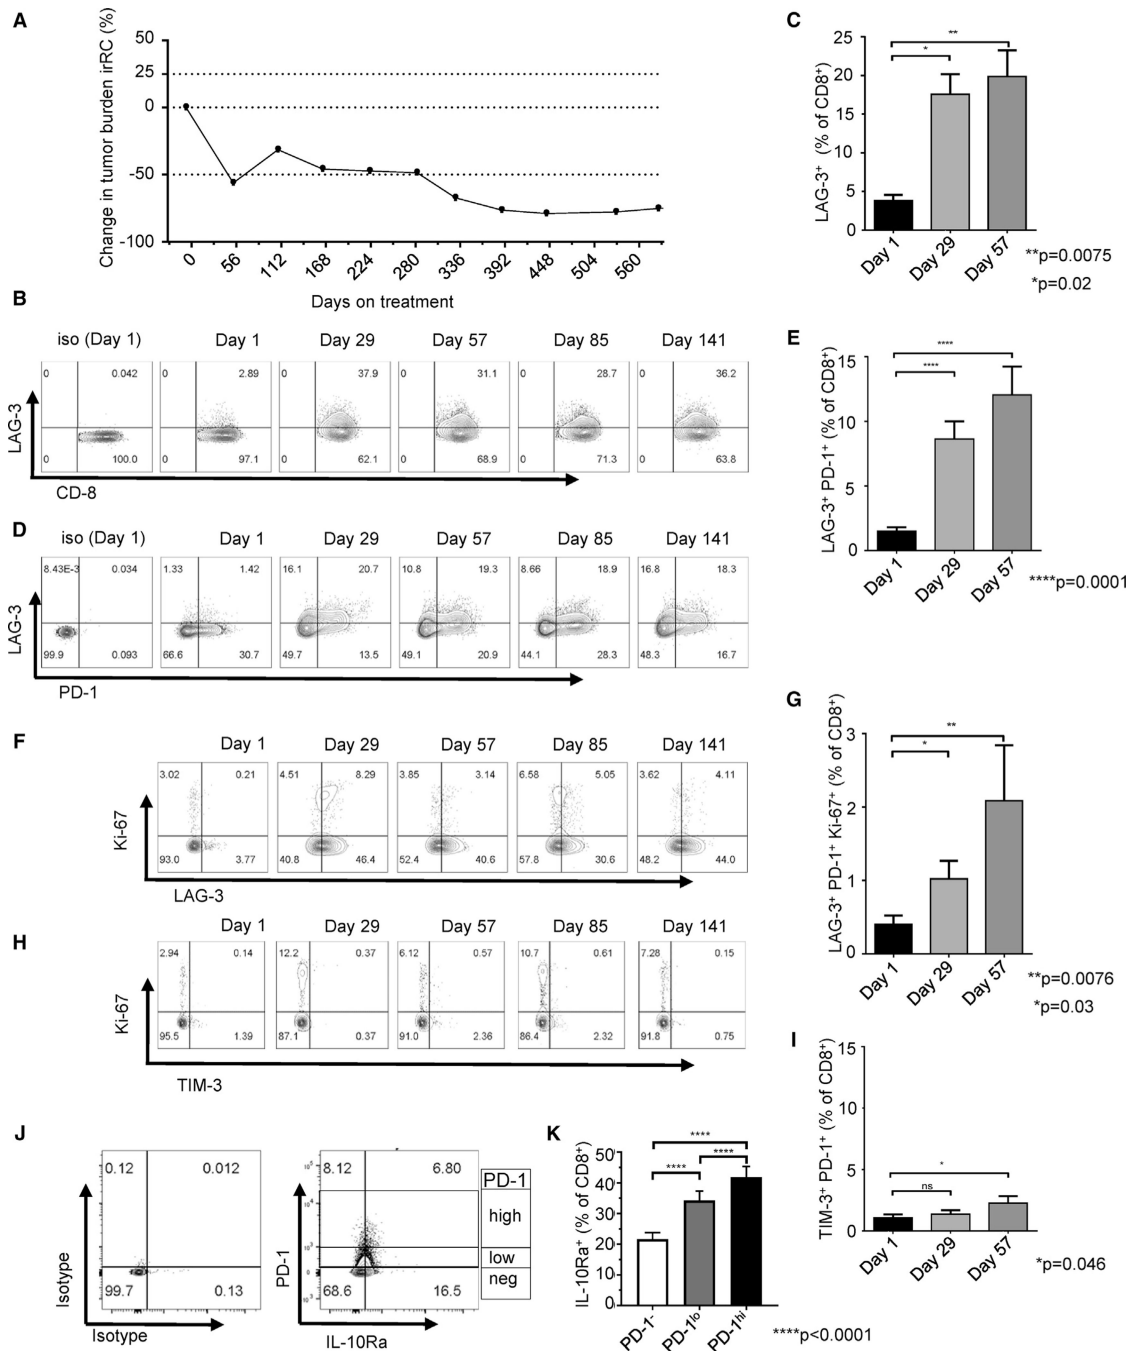 A
Change in tumor burden irRC (%)
50
25
0
-50
-100
0 56 112 168 224 280 336 392 448 504 560
Days on treatment
B
iso (Day 1) Day 1 Day 29 Day 57 Day 85 Day 141
0 0.042 0 2.89 0 37.9 0 31.1 0 28.7 0 36.2
LAG-3
0 100.0 0 97.1 0 62.1 0 68.9 0 71.3 0 63.8
CD-8
C
LAG-3⁺ (% of CD8⁺)
25
20
15
10
5
0
** 
*
Day 1 Day 29 Day 57
**p=0.0075
*p=0.02
D
iso (Day 1) Day 1 Day 29 Day 57 Day 85 Day 141
8.43E-3 0.034 1.33 1.42 16.1 20.7 10.8 19.3 8.66 18.9 16.8 18.3
LAG-3
99.9 0.093 66.6 30.7 49.7 13.5 49.1 20.9 44.1 28.3 48.3 16.7
PD-1
E
LAG-3⁺ PD-1⁺ (% of CD8⁺)
15
10
5
0
****
****
Day 1 Day 29 Day 57
****p=0.0001
F
Day 1 Day 29 Day 57 Day 85 Day 141
3.02 0.21 4.51 8.29 3.85 3.14 6.58 5.05 3.62 4.11
Ki-67
93.0 3.77 40.8 46.4 52.4 40.6 57.8 30.6 48.2 44.0
LAG-3
G
LAG-3⁺ PD-1⁺ Ki-67⁺ (% of CD8⁺)
3
2
1
0
**
*
Day 1 Day 29 Day 57
**p=0.0076
*p=0.03
H
Day 1 Day 29 Day 57 Day 85 Day 141
2.94 0.14 12.2 0.37 6.12 0.57 10.7 0.61 7.28 0.15
Ki-67
95.5 1.39 87.1 0.37 91.0 2.36 86.4 2.32 91.8 0.75
TIM-3
I
TIM-3⁺ PD-1⁺ (% of CD8⁺)
15
10
5
0
*
ns
Day 1 Day 29 Day 57
*p=0.046
J
0.12 0.012
Isotype
99.7 0.13
Isotype
8.12 6.80
10⁵
10⁴
10³
0
10³
PD-1
68.6 16.5
IL-10Ra
PD-1
high
low
neg
K
IL-10Ra⁺ (% of CD8⁺)
50
40
30
20
10
0
****
**** ****
PD-1⁻ PD-1ˡᵒ PD-1ʰⁱ
****p<0.0001